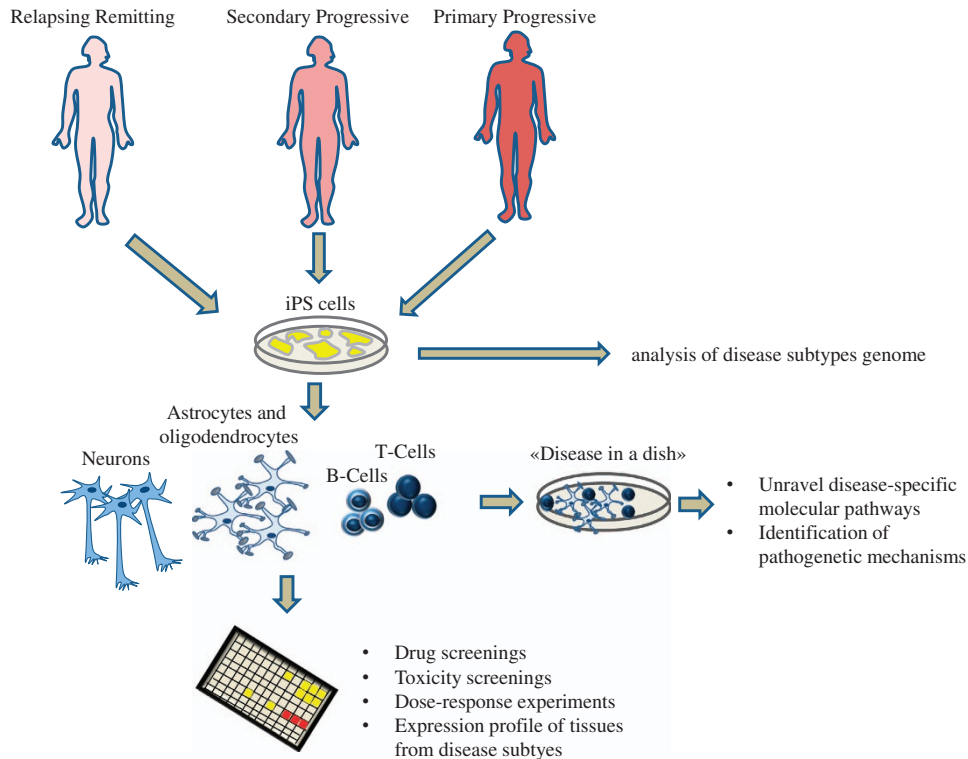 Relapsing Remitting
Secondary Progressive
Primary Progressive
iPS cells
analysis of disease subtypes genome
Astrocytes and
oligodendrocytes
Neurons
B-Cells
T-Cells
«Disease in a dish»
• Unravel disease-specific
molecular pathways
• Identification of
pathogenetic mechanisms
• Drug screenings
• Toxicity screenings
• Dose-response experiments
• Expression profile of tissues
from disease subtyes